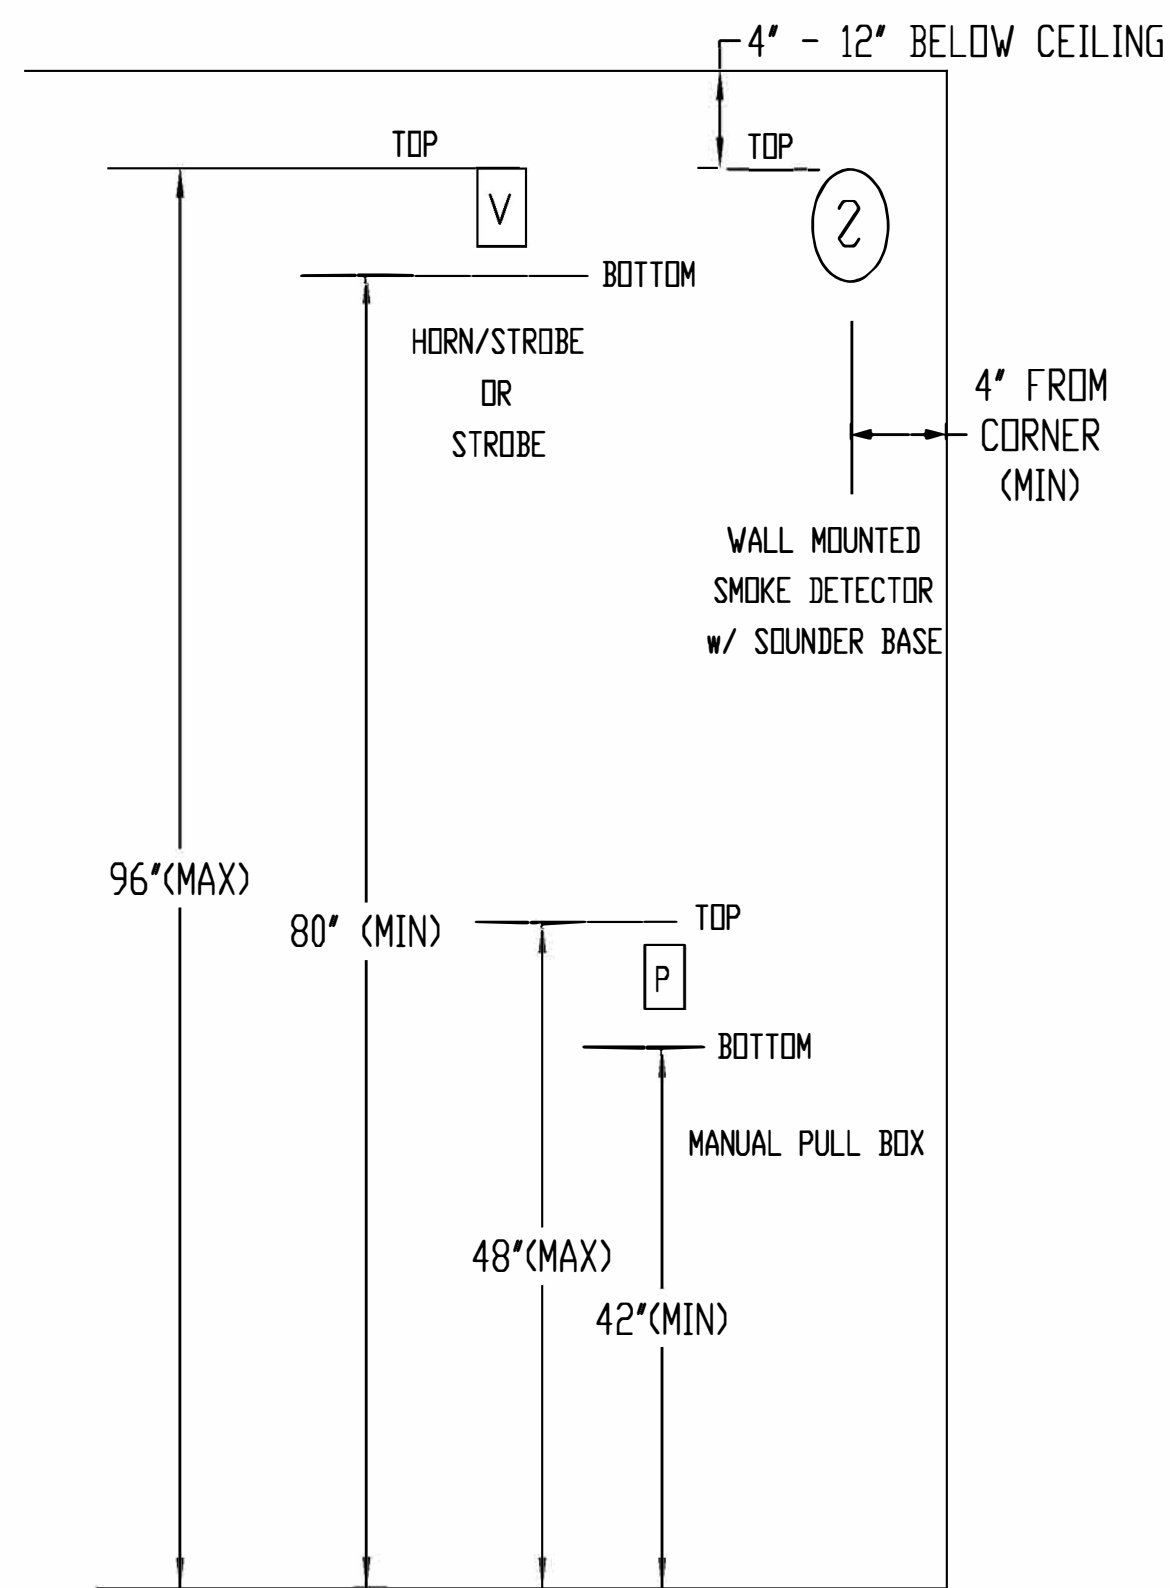 4" - 12" BELOW CEILING
TOP
TOP
V
2
BOTTOM
HORN/STROBE
OR
STROBE
4" FROM
CORNER
(MIN)
WALL MOUNTED
SMOKE DETECTOR
w/ SOUNDER BASE
96"(MAX)
80" (MIN)
TOP
P
BOTTOM
MANUAL PULL BOX
48"(MAX)
42"(MIN)